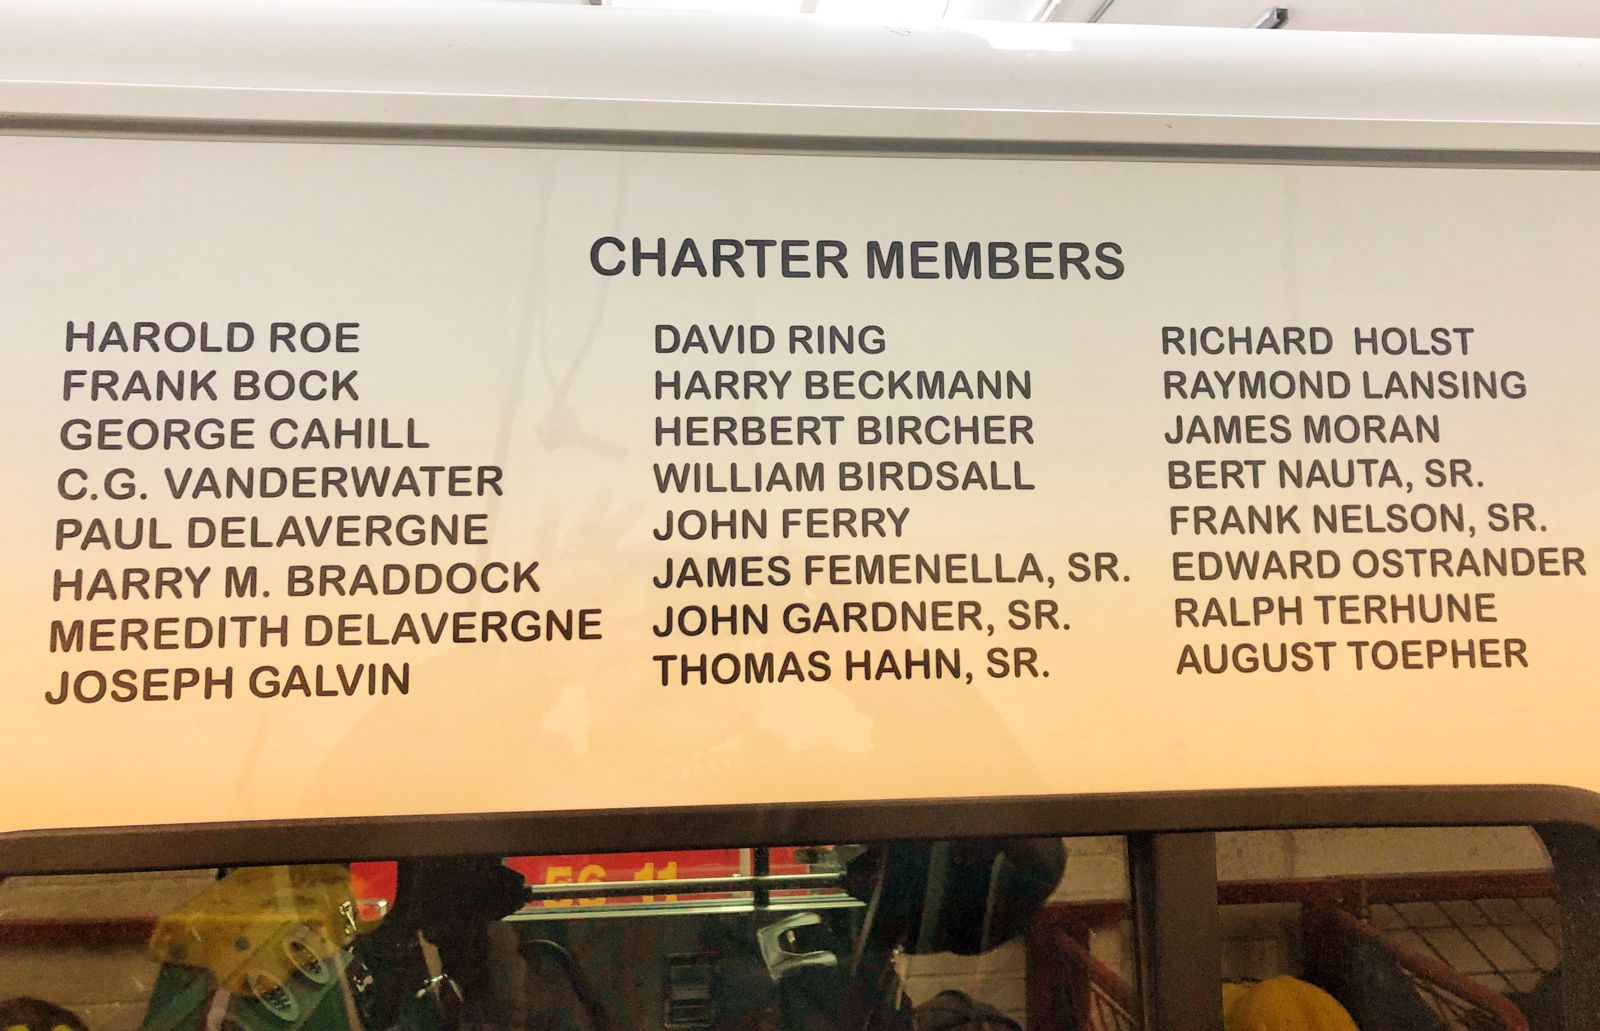 CHARTER MEMBERS
HAROLD ROE
FRANK BOCK
GEORGE CAHILL
C.G. VANDERWATER
PAUL DELAVERGNE
HARRY M. BRADDOCK
MEREDITH DELAVERGNE
JOSEPH GALVIN
DAVID RING
HARRY BECKMANN
HERBERT BIRCHER
WILLIAM BIRDSALL
JOHN FERRY
JAMES FEMENELLA, SR.
JOHN GARDNER, SR.
THOMAS HAHN, SR.
RICHARD HOLST
RAYMOND LANSING
JAMES MORAN
BERT NAUTA, SR.
FRANK NELSON, SR.
EDWARD OSTRANDER
RALPH TERHUNE
AUGUST TOEPHER
56-11